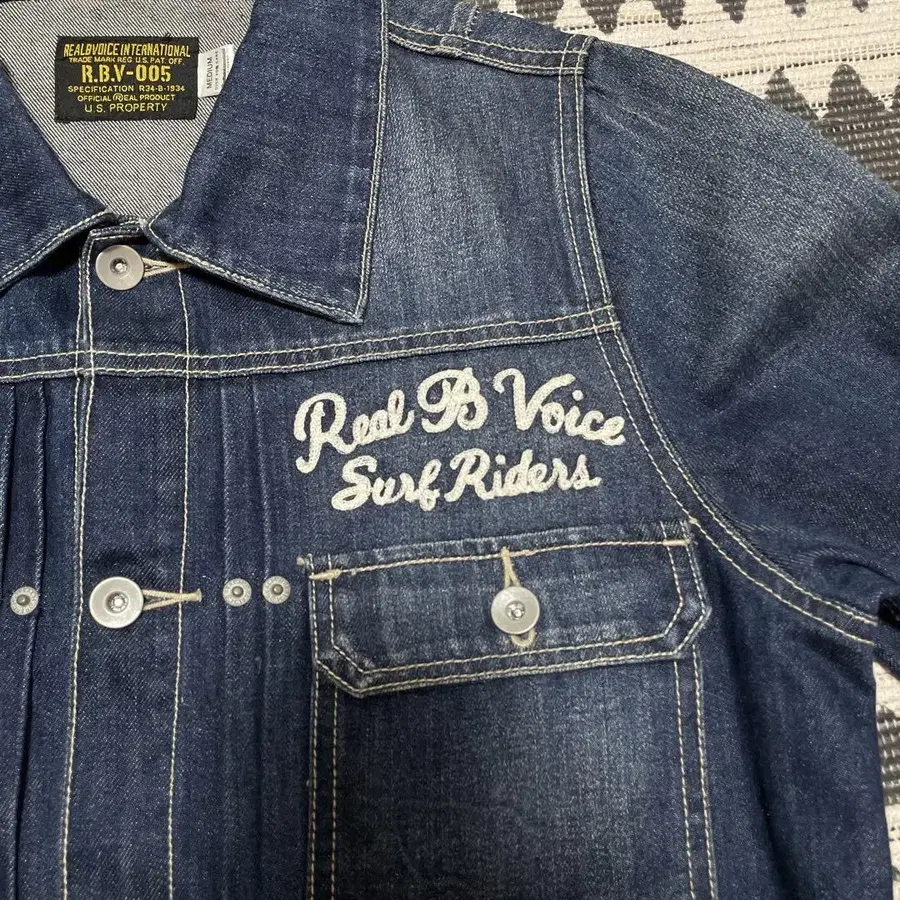 REALBVOICE INTERNATIONAL
TRADE MARK REG U.S. PAT. OFF.
R.B.V-005
SPECIFICATION R34-B-1934
OFFICIAL ®EAL PRODUCT
U.S. PROPERTY
MEDIUM
Real B Voice
Surf Riders